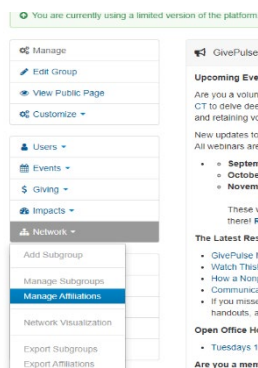 You are currently using a limited version of the platform
Manage
Edit Group
View Public Page
Customize
Users
Events
Giving
Impacts
Network
Add Subgroup
Manage Subgroups
Manage Affiliations
Network Visualization
Export Subgroups
Export Affiliations
GivePulse
Upcoming Eve
Are you a volun
CT to delve dee
and retaining vo
New updates to
All webinars are
Septem
Octobe
Novem
These v
there! R
The Latest Res
GivePulse
Watch This
How a Nonp
Communica
If you misse
handouts, a
Open Office Ho
Tuesdays 1
Are you a mem